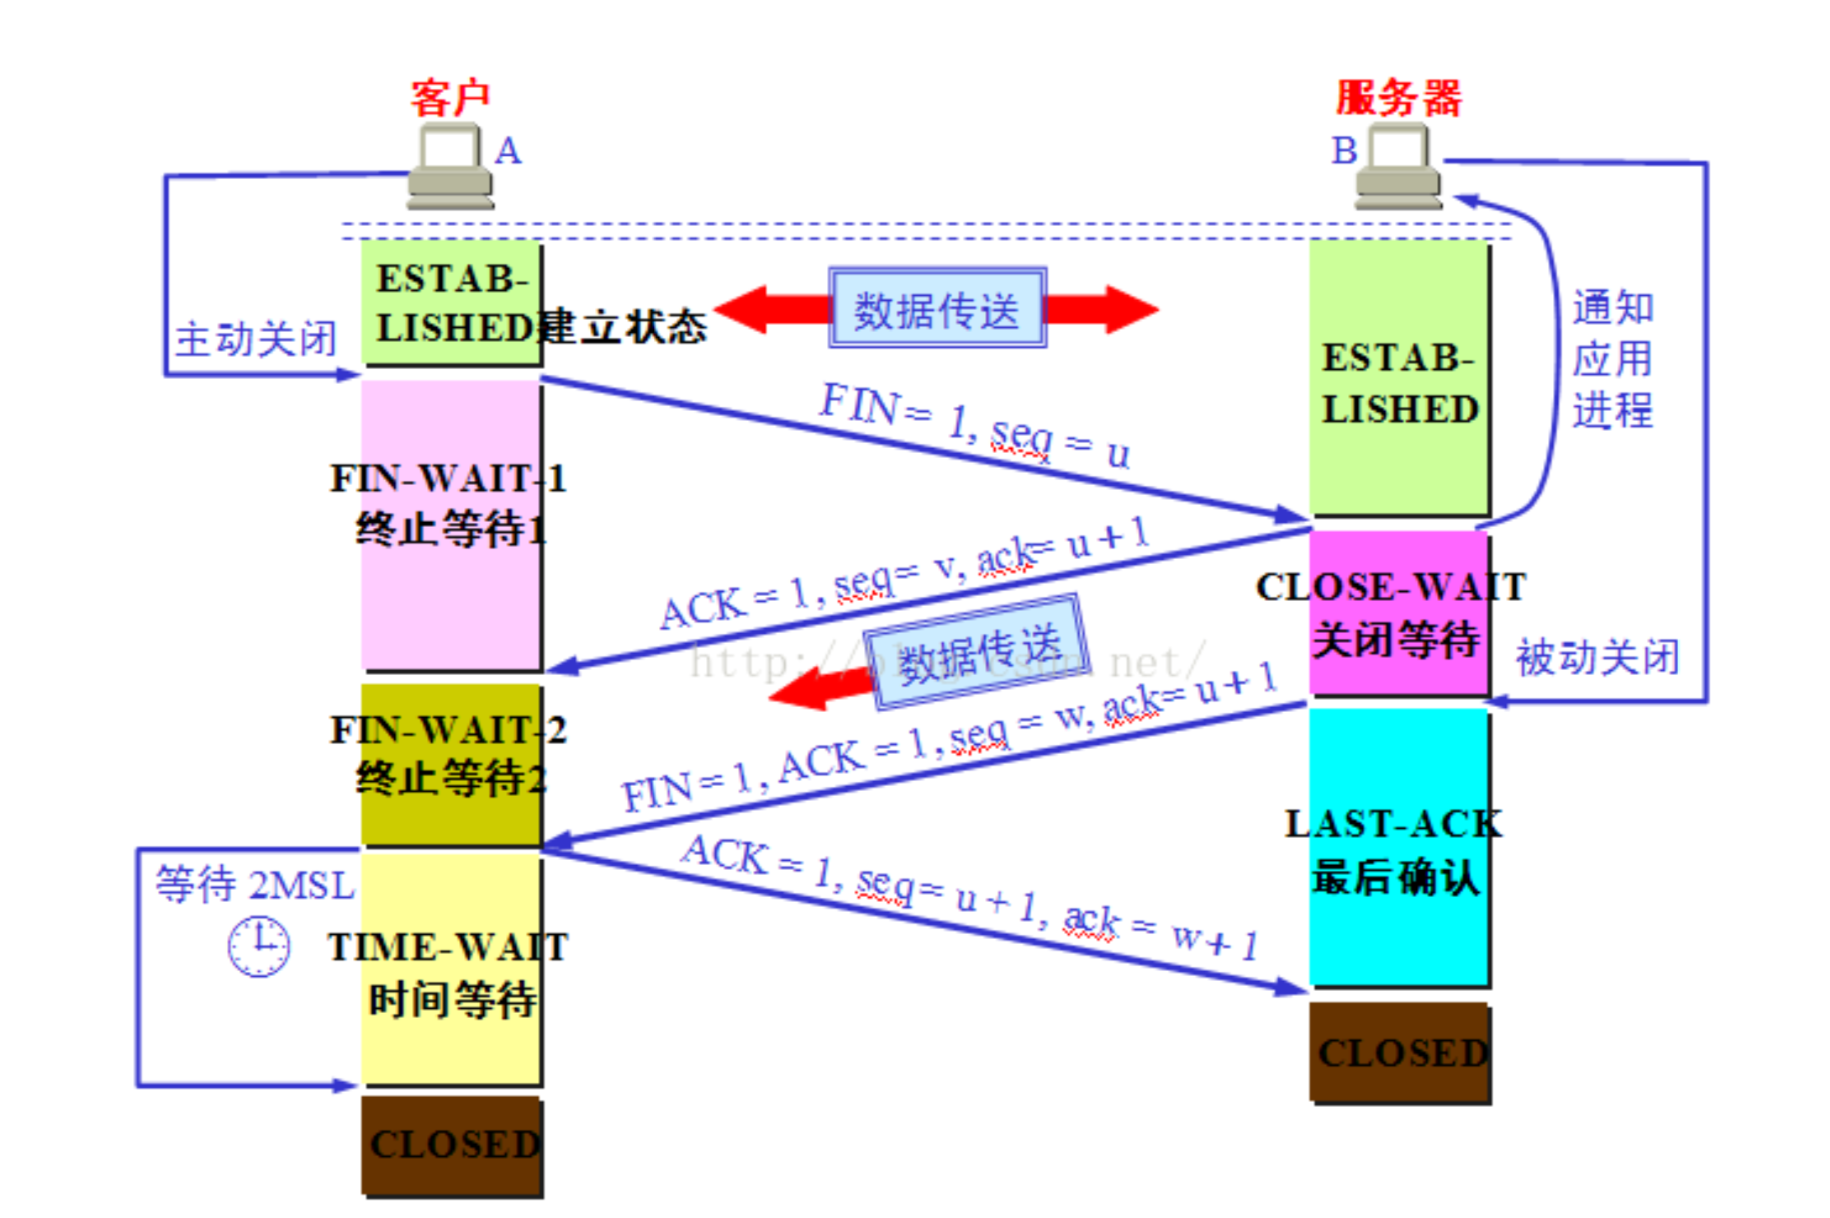 客户
服务器
A
B
ESTAB-
LISHED建立状态
数据传送
主动关闭
ESTAB-
LISHED
通知
应用
进程
FIN = 1, seq = u
FIN-WAIT-1
终止等待1
ACK = 1, seq = v, ack = u + 1
CLOSE-WAIT
关闭等待
被动关闭
数据传送
http://blog.csdn.net/
FIN-WAIT-2
终止等待2
FIN = 1, ACK = 1, seq = w, ack = u + 1
LAST-ACK
最后确认
ACK = 1, seq = u + 1, ack = w + 1
等待 2MSL
TIME-WAIT
时间等待
CLOSED
CLOSED